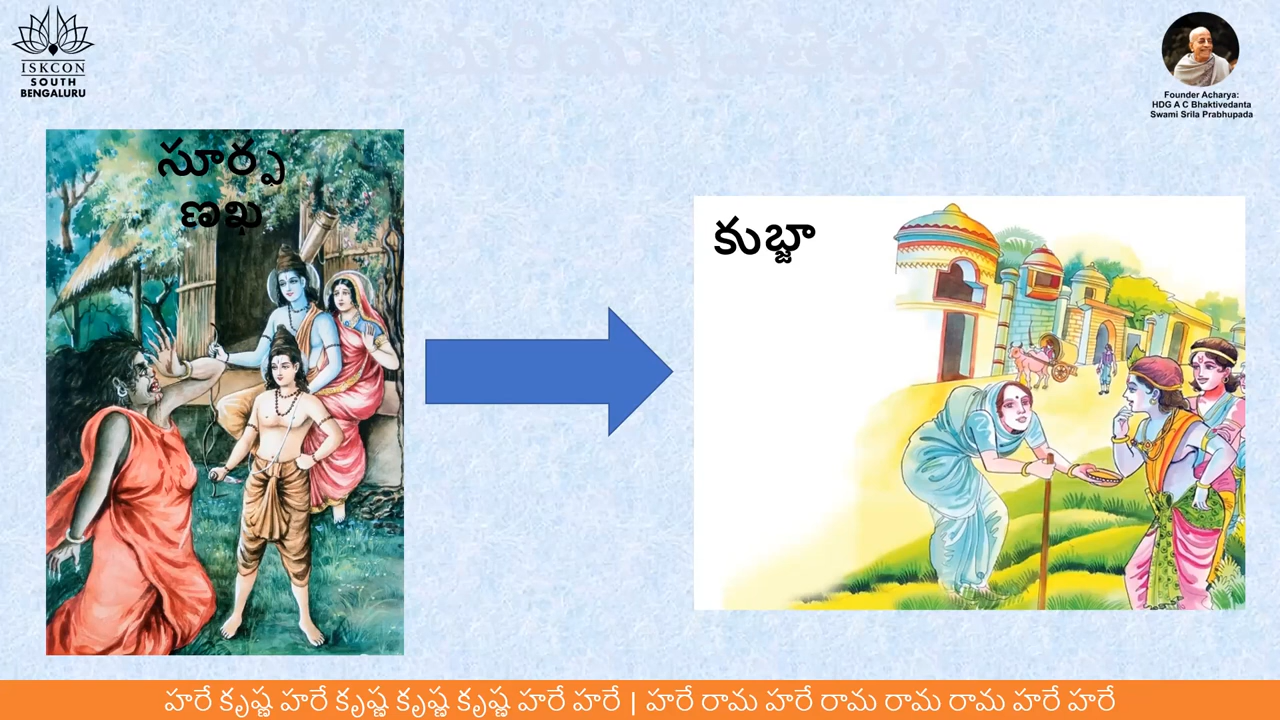 ISKCON
SOUTH
BENGALURU
Founder Acharya:
HDG A C Bhaktivedanta
Swami Srila Prabhupada
సూర్ప
ణఖ
కుబ్జా
హరే కృష్ణ హరే కృష్ణ కృష్ణ కృష్ణ హరే హరే | హరే రామ హరే రామ రామ రామ హరే హరే